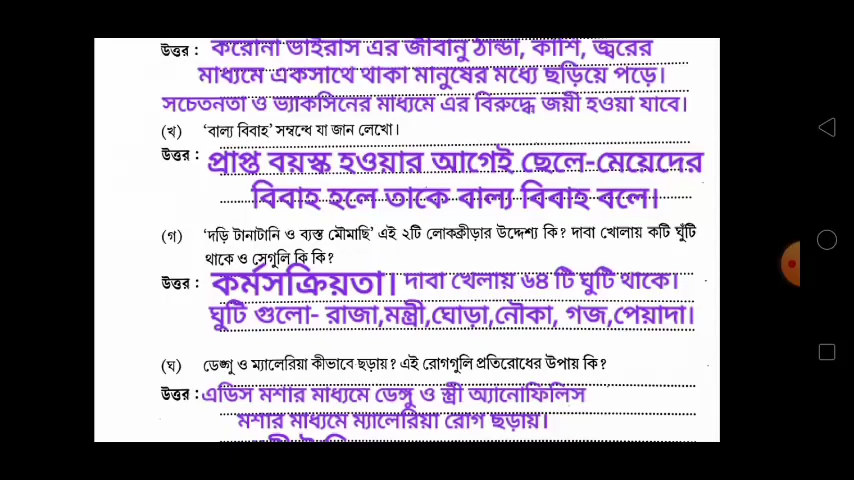 উত্তর : করোনা ভাইরাস এর জীবানু ঠান্ডা, কাশি, জ্বরের
মাধ্যমে একসাথে থাকা মানুষের মধ্যে ছড়িয়ে পড়ে।
সচেতনতা ও ভ্যাকসিনের মাধ্যমে এর বিরুদ্ধে জয়ী হওয়া যাবে।
(খ) ‘বাল্য বিবাহ’ সম্বন্ধে যা জান লেখো।
উত্তর : প্রাপ্ত বয়স্ক হওয়ার আগেই ছেলে-মেয়েদের
বিবাহ হলে তাকে বাল্য বিবাহ বলে।
(গ) ‘দড়ি টানাটানি ও ব্যস্ত মৌমাছি’ এই ২টি লোকক্রীড়ার উদ্দেশ্য কি? দাবা খোলায় কটি ঘুঁটি
থাকে ও সেগুলি কি কি?
উত্তর : কর্মসক্রিয়তা। দাবা খেলায় ৬৪ টি ঘুটি থাকে।
ঘুটি গুলো- রাজা,মন্ত্রী,ঘোড়া,নৌকা, গজ,পেয়াদা।
(ঘ) ডেঙ্গু ও ম্যালেরিয়া কীভাবে ছড়ায়? এই রোগগুলি প্রতিরোধের উপায় কি?
উত্তর : এডিস মশার মাধ্যমে ডেঙ্গু ও স্ত্রী অ্যানোফিলিস
মশার মাধ্যমে ম্যালেরিয়া রোগ ছড়ায়।